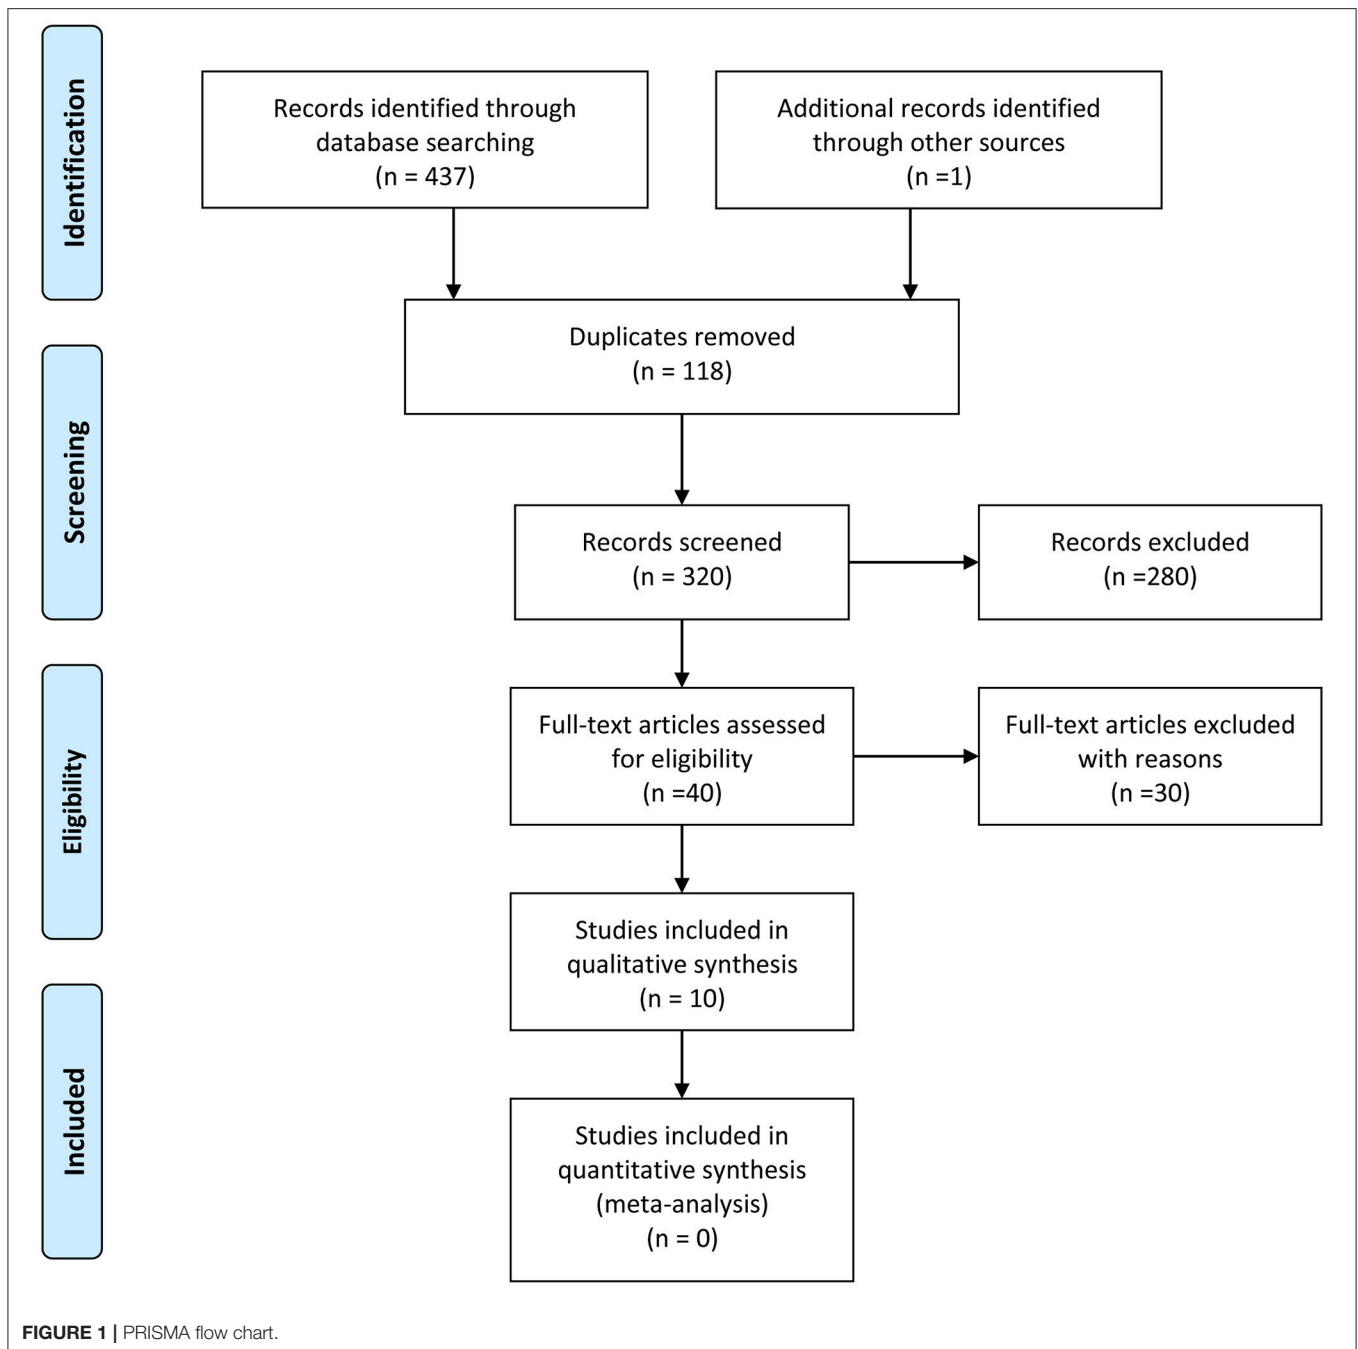 Identification
Records identified through
database searching
(n = 437)
Additional records identified
through other sources
(n =1)
Duplicates removed
(n = 118)
Screening
Records screened
(n = 320)
Records excluded
(n =280)
Eligibility
Full-text articles assessed
for eligibility
(n =40)
Full-text articles excluded
with reasons
(n =30)
Studies included in
qualitative synthesis
(n = 10)
Included
Studies included in
quantitative synthesis
(meta-analysis)
(n = 0)
FIGURE 1 | PRISMA flow chart.